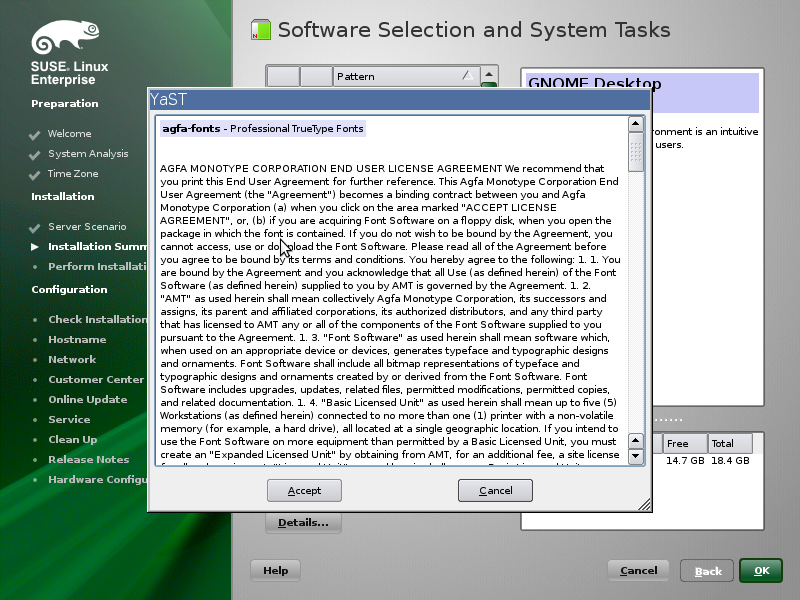 Software Selection and System Tasks
SUSE® Linux
Enterprise
Preparation
Welcome
System Analysis
Time Zone
Installation
Server Scenario
Installation Summ
Perform Installati
Configuration
Check Installation
Hostname
Network
Customer Center
Online Update
Service
Clean Up
Release Notes
Hardware Configu
Pattern
GNOME Desktop
ronment is an intuitive
users.
YaST
agfa-fonts - Professional TrueType Fonts
AGFA MONOTYPE CORPORATION END USER LICENSE AGREEMENT We recommend that
you print this End User Agreement for further reference. This Agfa Monotype Corporation End
User Agreement (the "Agreement") becomes a binding contract between you and Agfa
Monotype Corporation (a) when you click on the area marked "ACCEPT LICENSE
AGREEMENT", or, (b) if you are acquiring Font Software on a floppy disk, when you open the
package in which the font is contained. If you do not wish to be bound by the Agreement, you
cannot access, use or download the Font Software. Please read all of the Agreement before
you agree to be bound by its terms and conditions. You hereby agree to the following: 1. 1. You
are bound by the Agreement and you acknowledge that all Use (as defined herein) of the Font
Software (as defined herein) supplied to you by AMT is governed by the Agreement. 1. 2.
"AMT" as used herein shall mean collectively Agfa Monotype Corporation, its successors and
assigns, its parent and affiliated corporations, its authorized distributors, and any third party
that has licensed to AMT any or all of the components of the Font Software supplied to you
pursuant to the Agreement. 1. 3. "Font Software" as used herein shall mean software which,
when used on an appropriate device or devices, generates typeface and typographic designs
and ornaments. Font Software shall include all bitmap representations of typeface and
typographic designs and ornaments created by or derived from the Font Software. Font
Software includes upgrades, updates, related files, permitted modifications, permitted copies,
and related documentation. 1. 4. "Basic Licensed Unit" as used herein shall mean up to five (5)
Workstations (as defined herein) connected to no more than one (1) printer with a non-volatile
memory (for example, a hard drive), all located at a single geographic location. If you intend to
use the Font Software on more equipment than permitted by a Basic Licensed Unit, you must
create an "Expanded Licensed Unit" by obtaining from AMT, for an additional fee, a site license
Accept
Cancel
Free
Total
14.7 GB
18.4 GB
Details...
Help
Cancel
Back
OK